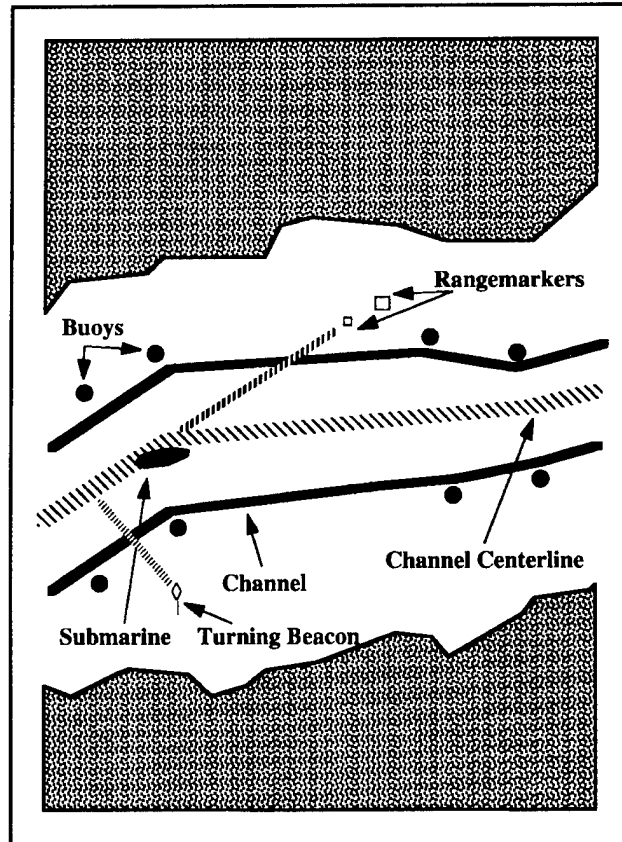 Rangemarkers
Buoys
Channel Centerline
Channel
Submarine
Turning Beacon